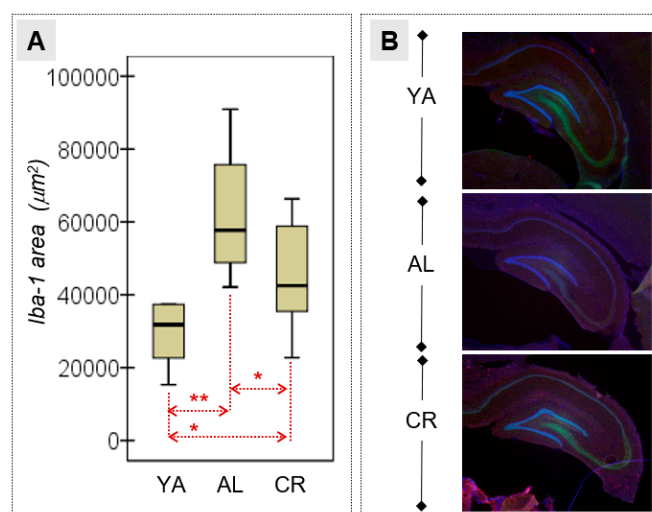 A
Iba-1 area (μm²)
100000
80000
60000
40000
20000
0
**
*
*
YA AL CR
B
YA
AL
CR